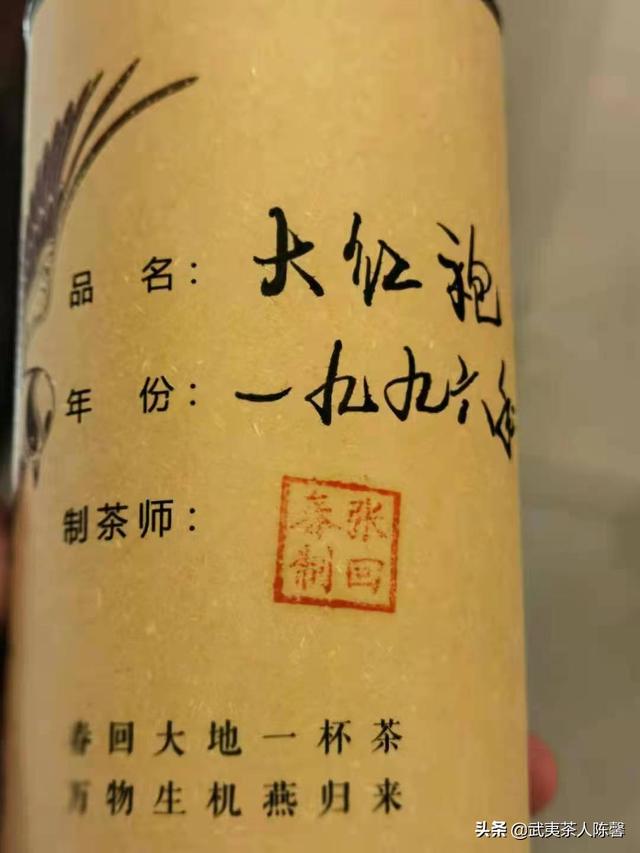 品名：大红袍
年份：一九九六年
制茶师：
张回春制
春回大地一杯茶
万物生机燕归来
头条 @武夷茶人陈馨